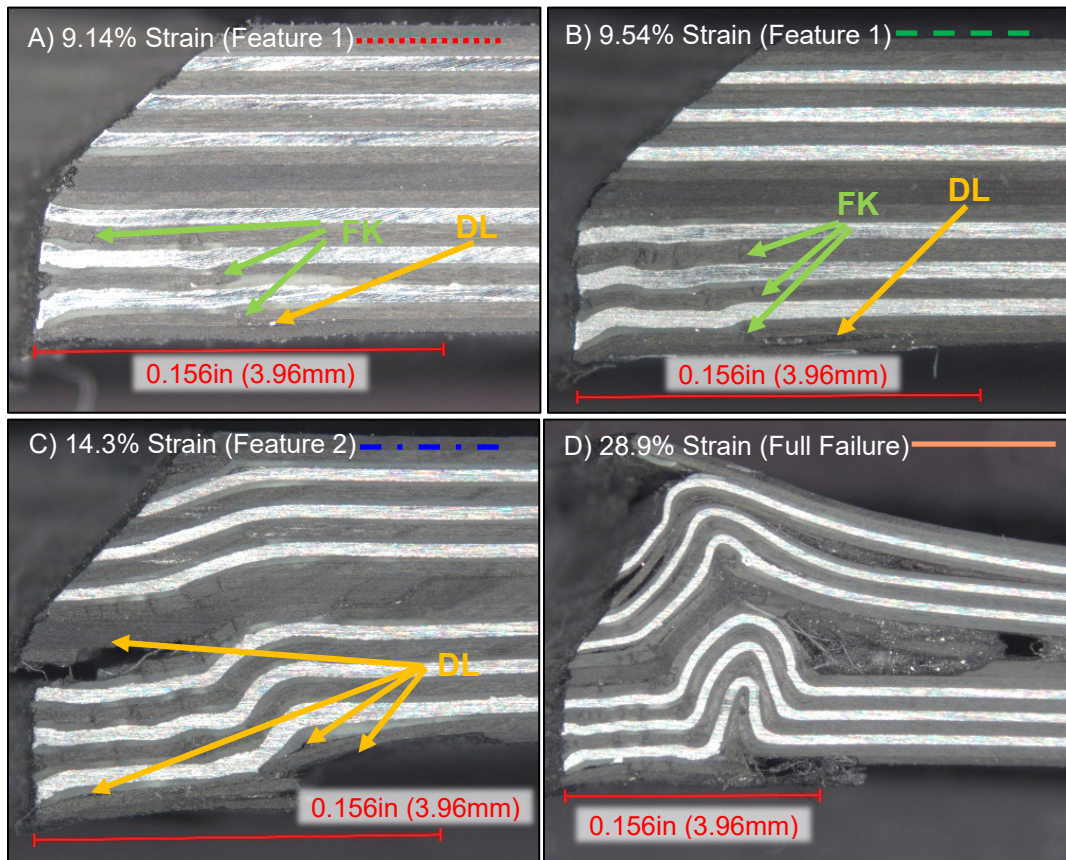 A) 9.14% Strain (Feature 1)
FK
DL
0.156in (3.96mm)
B) 9.54% Strain (Feature 1)
FK
DL
0.156in (3.96mm)
C) 14.3% Strain (Feature 2)
DL
0.156in (3.96mm)
D) 28.9% Strain (Full Failure)
0.156in (3.96mm)